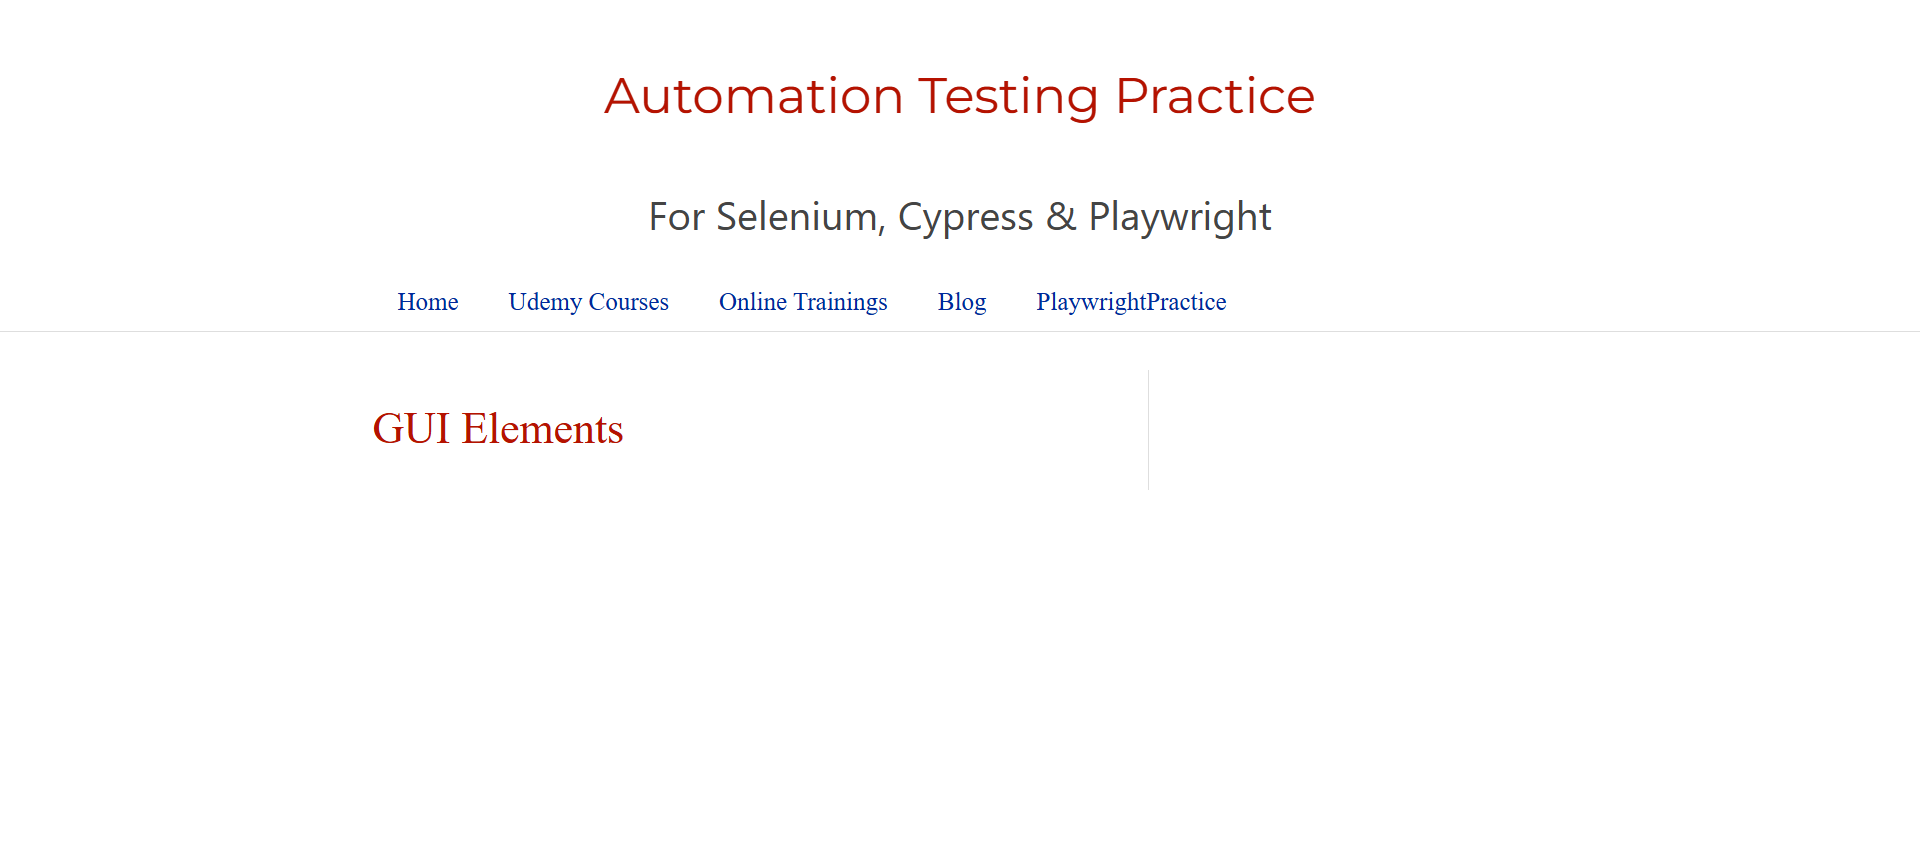 Automation Testing Practice
For Selenium, Cypress & Playwright
Home Udemy Courses Online Trainings Blog PlaywrightPractice
GUI Elements